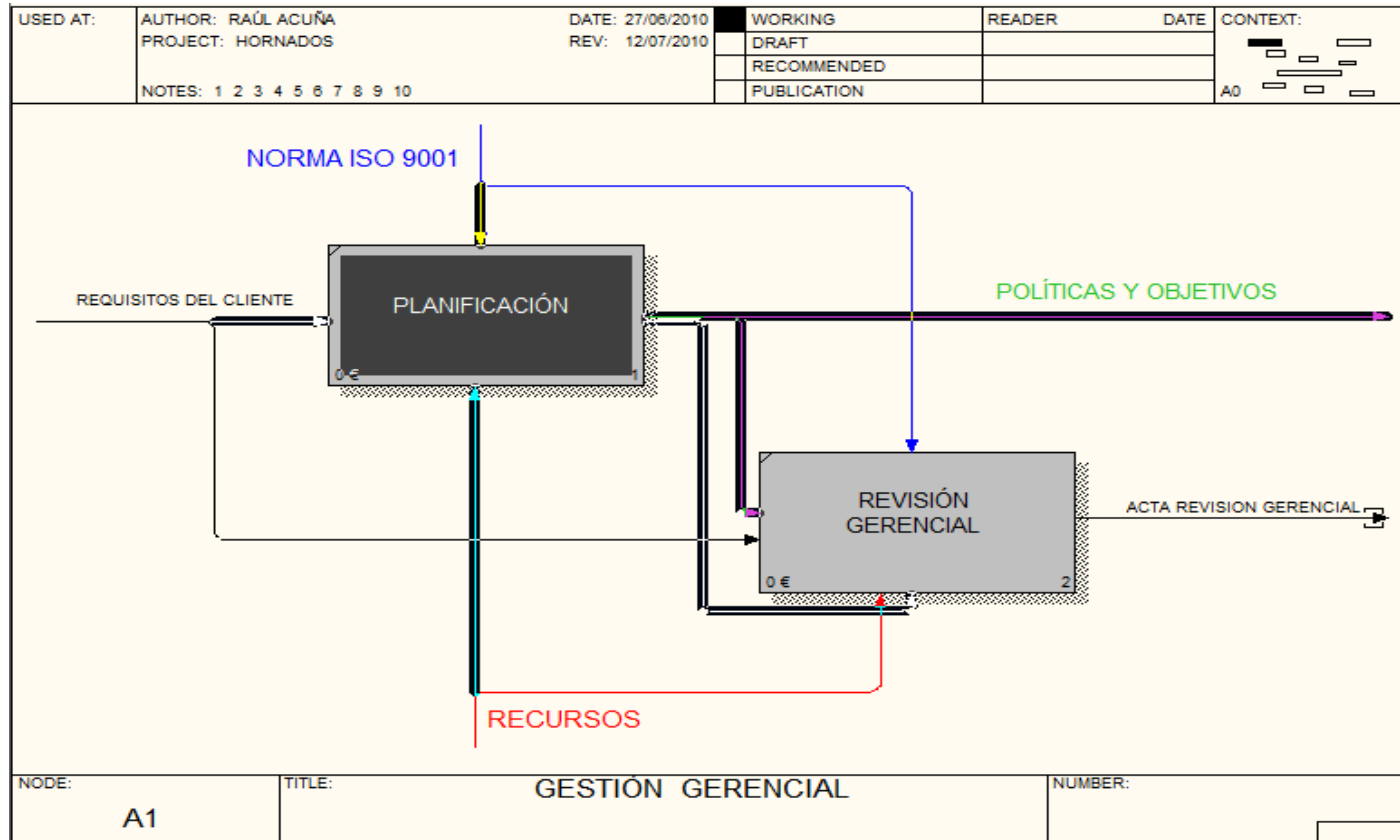 USED AT:
AUTHOR: RAÚL ACUÑA
DATE: 27/06/2010
PROJECT: HORNADOS
REV: 12/07/2010
NOTES: 1 2 3 4 5 6 7 8 9 10
WORKING
DRAFT
RECOMMENDED
PUBLICATION
READER DATE
CONTEXT:
A0
NORMA ISO 9001
REQUISITOS DEL CLIENTE
PLANIFICACIÓN
0 € 1
POLÍTICAS Y OBJETIVOS
REVISIÓN
GERENCIAL
0 € 2
ACTA REVISION GERENCIAL
RECURSOS
NODE:
A1
TITLE:
GESTIÓN GERENCIAL
NUMBER: